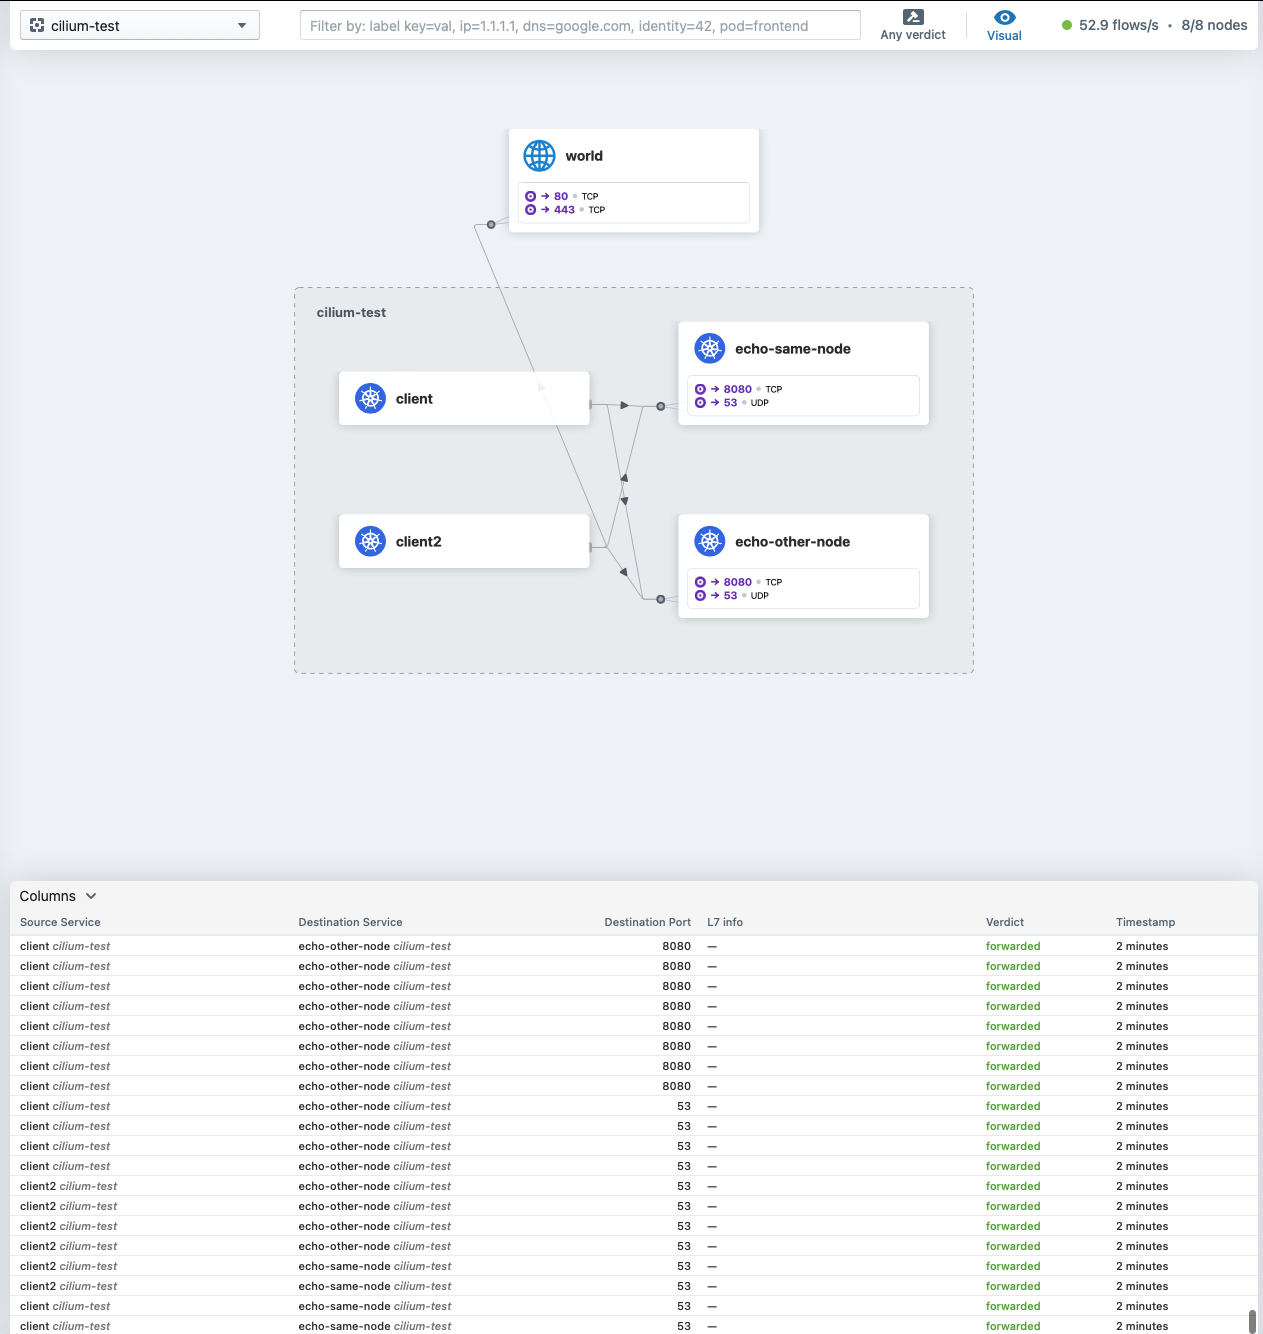 cilium-test
Filter by: label key=val, ip=1.1.1.1, dns=google.com, identity=42, pod=frontend
Any verdict
Visual
52.9 flows/s • 8/8 nodes
world
→ 80 • TCP
→ 443 • TCP
cilium-test
echo-same-node
→ 8080 • TCP
→ 53 • UDP
client
client2
echo-other-node
→ 8080 • TCP
→ 53 • UDP
Columns
Source Service Destination Service Destination Port L7 info Verdict Timestamp
client cilium-test echo-other-node cilium-test 8080 — forwarded 2 minutes
client cilium-test echo-other-node cilium-test 8080 — forwarded 2 minutes
client cilium-test echo-other-node cilium-test 8080 — forwarded 2 minutes
client cilium-test echo-other-node cilium-test 8080 — forwarded 2 minutes
client cilium-test echo-other-node cilium-test 8080 — forwarded 2 minutes
client cilium-test echo-other-node cilium-test 8080 — forwarded 2 minutes
client cilium-test echo-other-node cilium-test 8080 — forwarded 2 minutes
client cilium-test echo-other-node cilium-test 8080 — forwarded 2 minutes
client cilium-test echo-other-node cilium-test 53 — forwarded 2 minutes
client cilium-test echo-other-node cilium-test 53 — forwarded 2 minutes
client cilium-test echo-other-node cilium-test 53 — forwarded 2 minutes
client cilium-test echo-other-node cilium-test 53 — forwarded 2 minutes
client2 cilium-test echo-other-node cilium-test 53 — forwarded 2 minutes
client2 cilium-test echo-other-node cilium-test 53 — forwarded 2 minutes
client2 cilium-test echo-other-node cilium-test 53 — forwarded 2 minutes
client2 cilium-test echo-other-node cilium-test 53 — forwarded 2 minutes
client2 cilium-test echo-same-node cilium-test 53 — forwarded 2 minutes
client2 cilium-test echo-same-node cilium-test 53 — forwarded 2 minutes
client cilium-test echo-same-node cilium-test 53 — forwarded 2 minutes
client cilium-test echo-same-node cilium-test 53 — forwarded 2 minutes